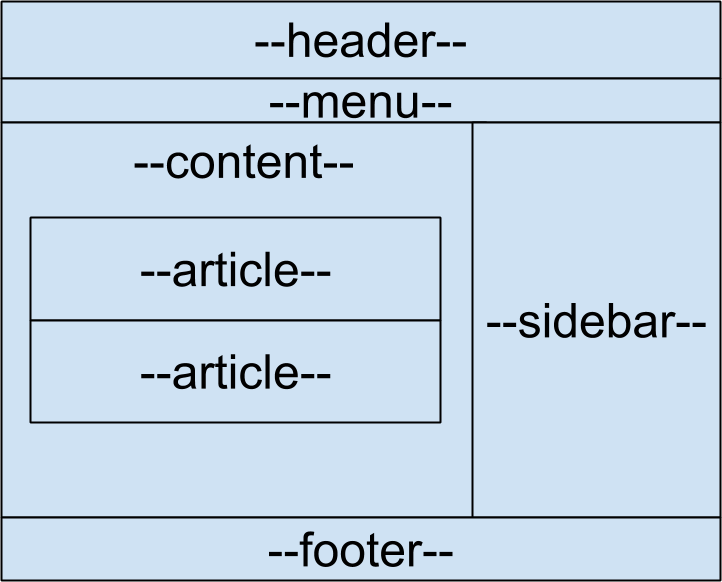 --header--
--menu--
--content--
--article--
--article--
--sidebar--
--footer--